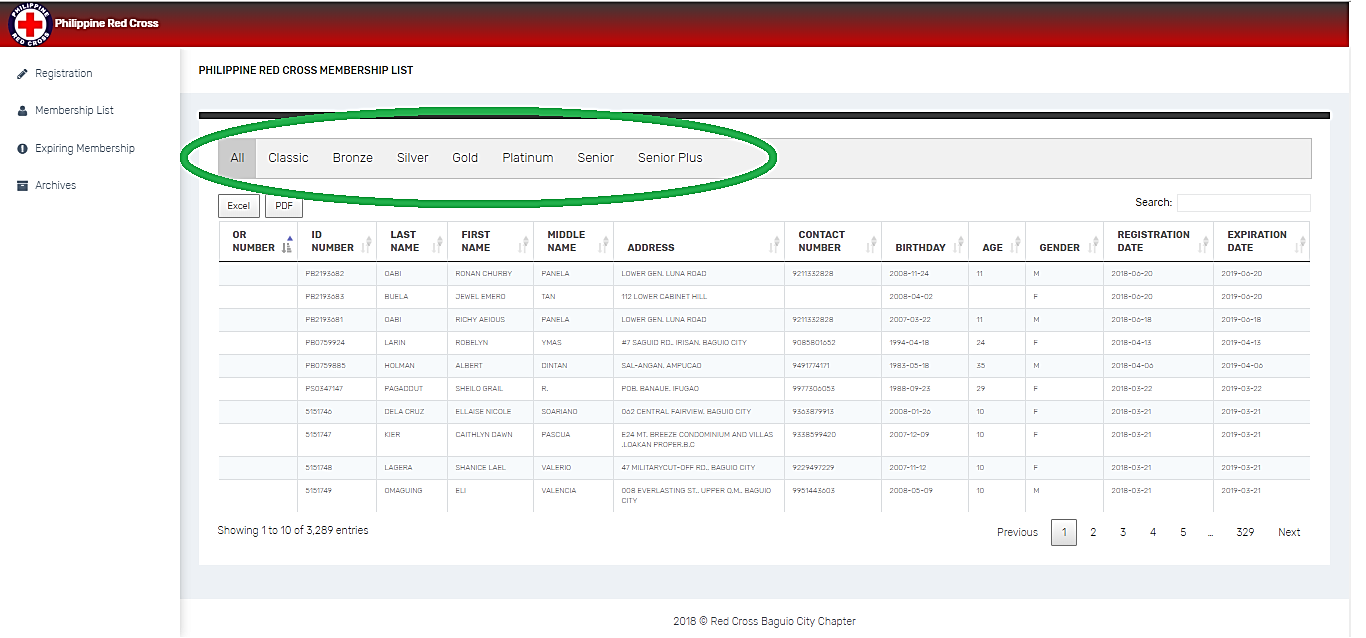 PHILIPPINE
RED CROSS
Philippine Red Cross
Registration
Membership List
Expiring Membership
Archives
PHILIPPINE RED CROSS MEMBERSHIP LIST
All Classic Bronze Silver Gold Platinum Senior Senior Plus
Excel PDF Search:
OR NUMBER ID NUMBER LAST NAME FIRST NAME MIDDLE NAME ADDRESS CONTACT NUMBER BIRTHDAY AGE GENDER REGISTRATION DATE EXPIRATION DATE
PB2193682 GABI RONAN CHURBY PANELA LOWER GEN. LUNA ROAD 9211332828 2008-11-24 11 M 2018-06-20 2019-06-20
PB2193683 BUELA JEWEL EMERO TAN 112 LOWER CABINET HILL 2008-04-02 F 2018-06-20 2019-06-20
PB2193681 GABI RICHY AEIOUS PANELA LOWER GEN. LUNA ROAD 9211332828 2007-03-22 11 M 2018-06-18 2019-06-18
PB0759924 LARIN ROBELYN YMAS #7 SAGUID RD., IRISAN, BAGUIO CITY 9085801652 1994-04-18 24 F 2018-04-13 2019-04-13
PB0759885 HOLMAN ALBERT DINTAN SAL-ANGAN, AMPUCAO 9491774171 1983-05-18 35 M 2018-04-06 2019-04-06
PS0347147 PAGADDUT SHEILO GRAIL R. POB. BANAUE, IFUGAO 9977306053 1988-09-23 29 F 2018-03-22 2019-03-22
5151746 DELA CRUZ ELLAISE NICOLE SOARIANO 062 CENTRAL FAIRVIEW, BAGUIO CITY 9363879913 2008-01-26 10 F 2018-03-21 2019-03-21
5151747 KIER CAITHLYN DAWN PASCUA E24 MT. BREEZE CONDOMINIUM AND VILLAS ,LOAKAN PROPER,B.C 9338599420 2007-12-09 10 F 2018-03-21 2019-03-21
5151748 LAGERA SHANICE LAEL VALERIO 47 MILITARYCUT-OFF RD., BAGUIO CITY 9229497229 2007-11-12 10 F 2018-03-21 2019-03-21
5151749 OMAGUING ELI VALENCIA 008 EVERLASTING ST., UPPER Q.M., BAGUIO CITY 9951443603 2008-05-09 10 M 2018-03-21 2019-03-21
Showing 1 to 10 of 3,289 entries Previous 1 2 3 4 5 … 329 Next
2018 © Red Cross Baguio City Chapter